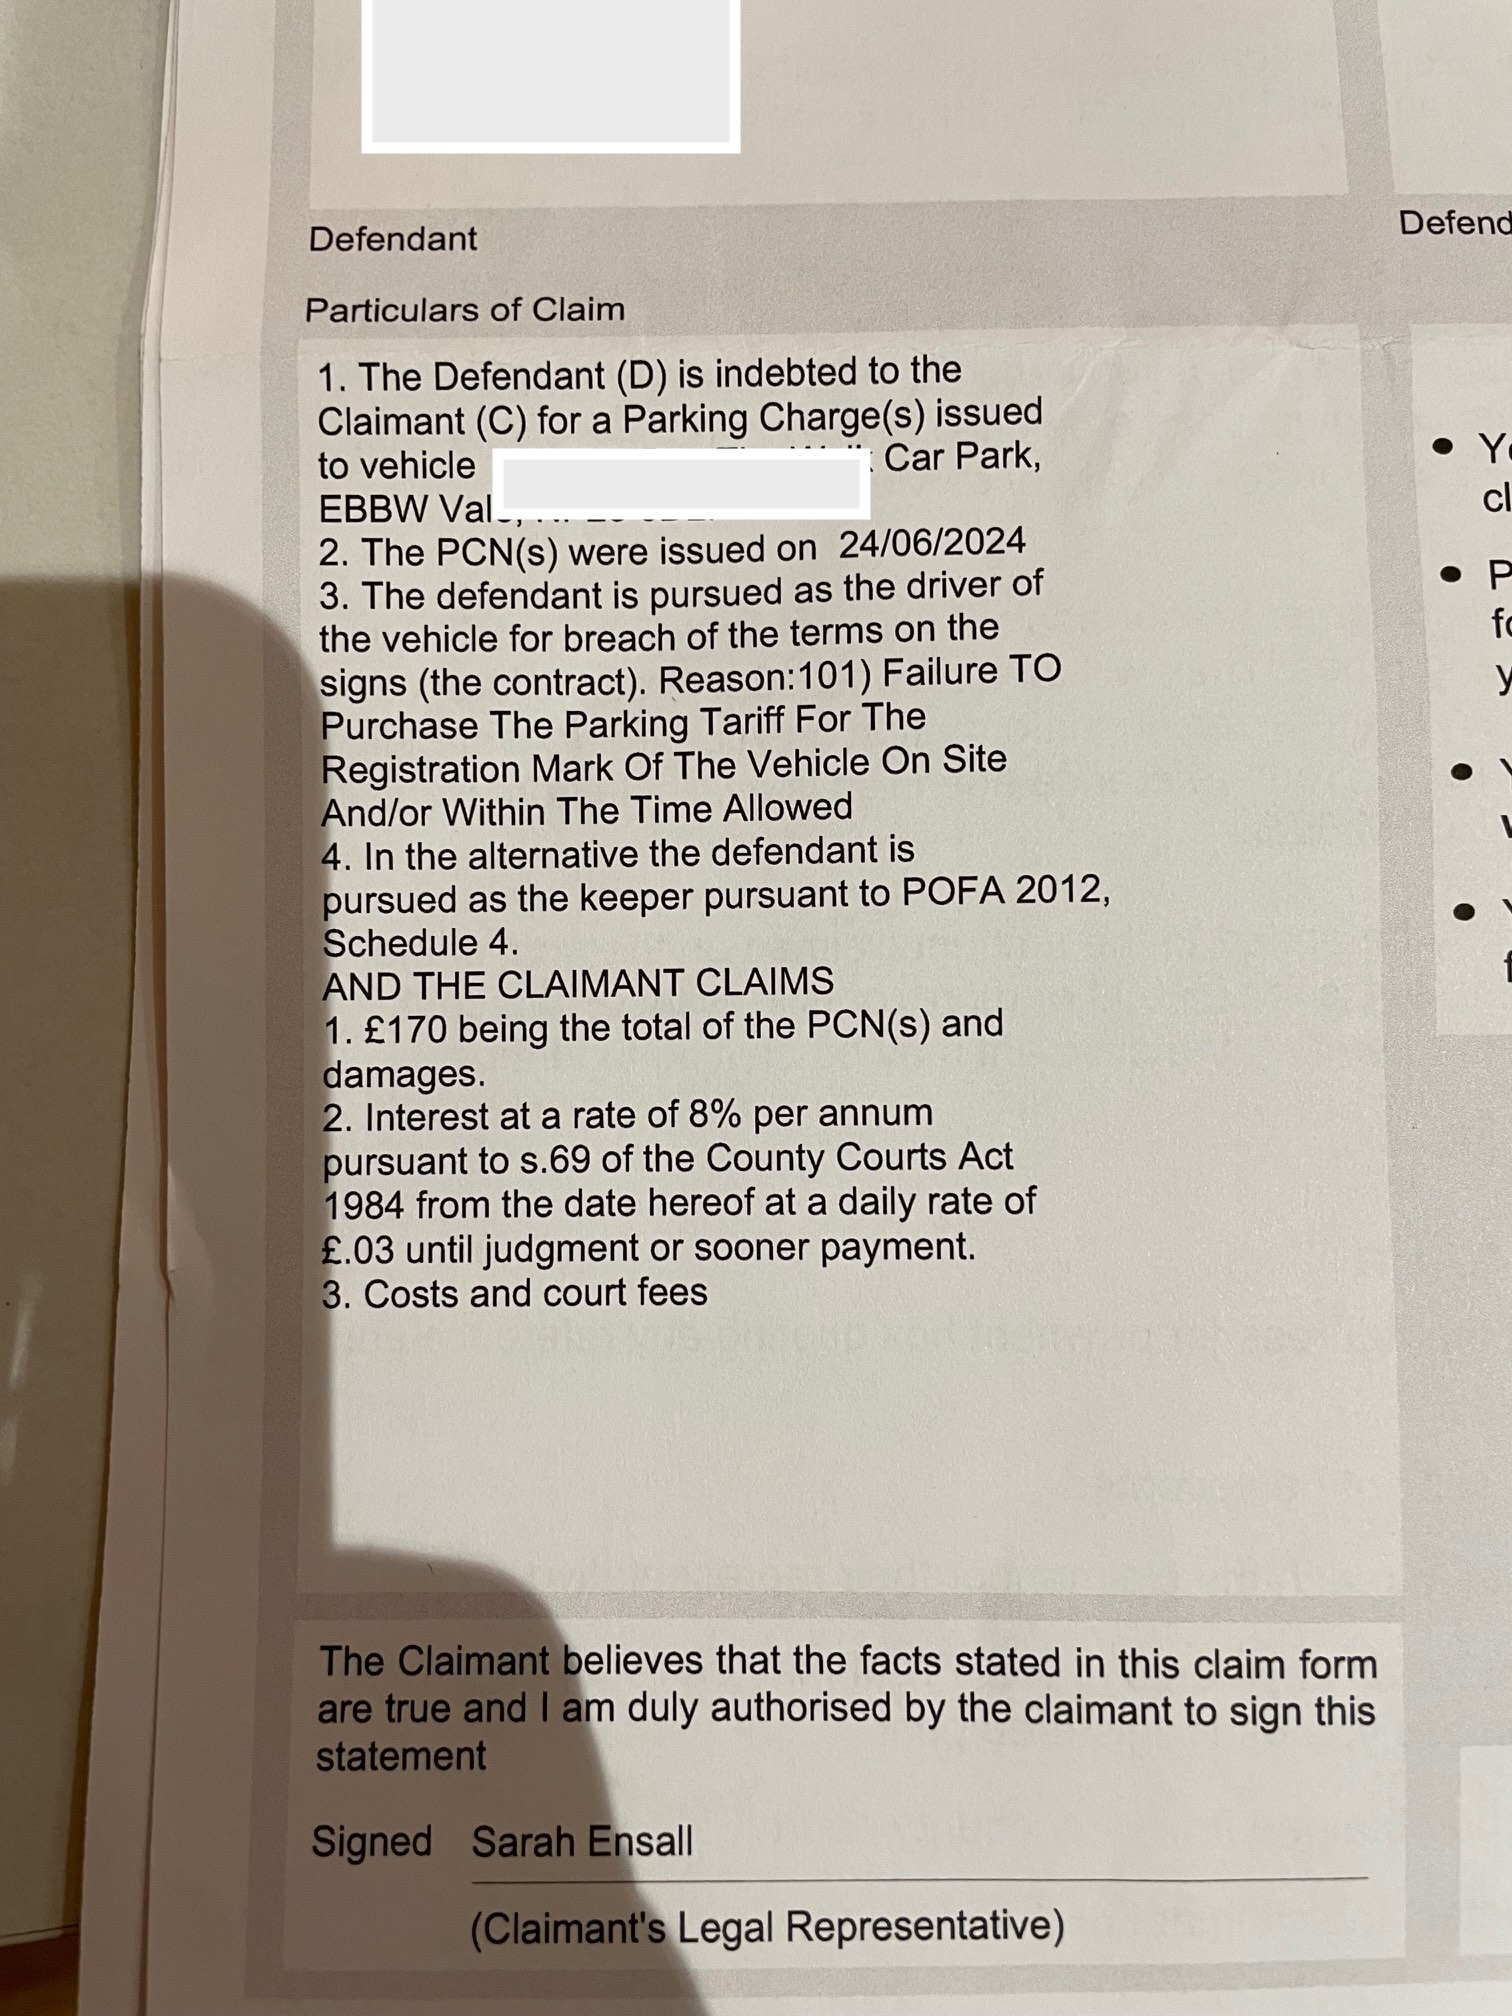 Defendant
Defend
Particulars of Claim
1. The Defendant (D) is indebted to the
Claimant (C) for a Parking Charge(s) issued
to vehicle Car Park,
EBBW Val
2. The PCN(s) were issued on 24/06/2024
3. The defendant is pursued as the driver of
the vehicle for breach of the terms on the
signs (the contract). Reason:101) Failure TO
Purchase The Parking Tariff For The
Registration Mark Of The Vehicle On Site
And/or Within The Time Allowed
4. In the alternative the defendant is
pursued as the keeper pursuant to POFA 2012,
Schedule 4.
AND THE CLAIMANT CLAIMS
1. £170 being the total of the PCN(s) and
damages.
2. Interest at a rate of 8% per annum
pursuant to s.69 of the County Courts Act
1984 from the date hereof at a daily rate of
£.03 until judgment or sooner payment.
3. Costs and court fees
The Claimant believes that the facts stated in this claim form
are true and I am duly authorised by the claimant to sign this
statement
Signed Sarah Ensall
(Claimant's Legal Representative)